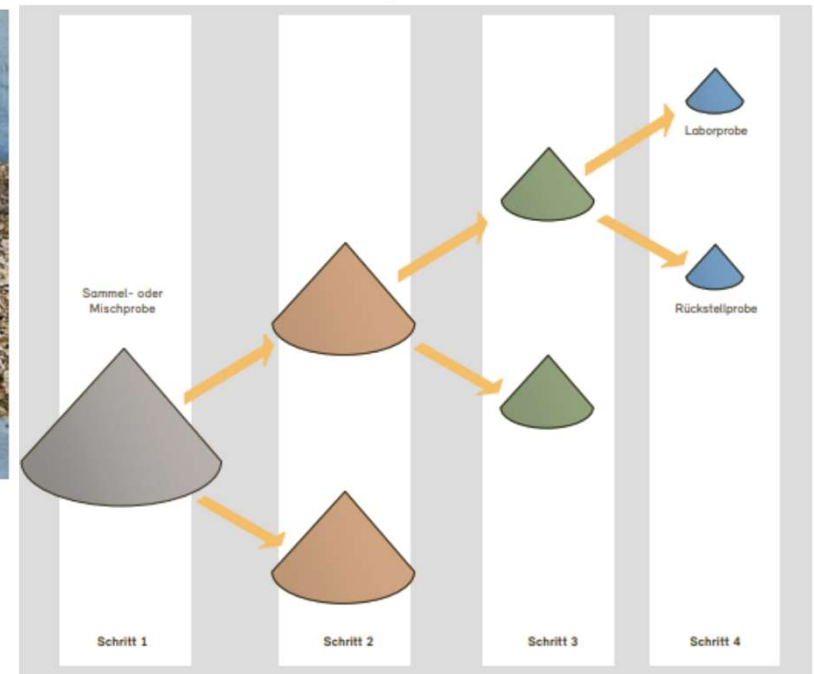 Sammel- oder
Mischprobe
Laborprobe
Rückstellprobe
Schritt 1
Schritt 2
Schritt 3
Schritt 4